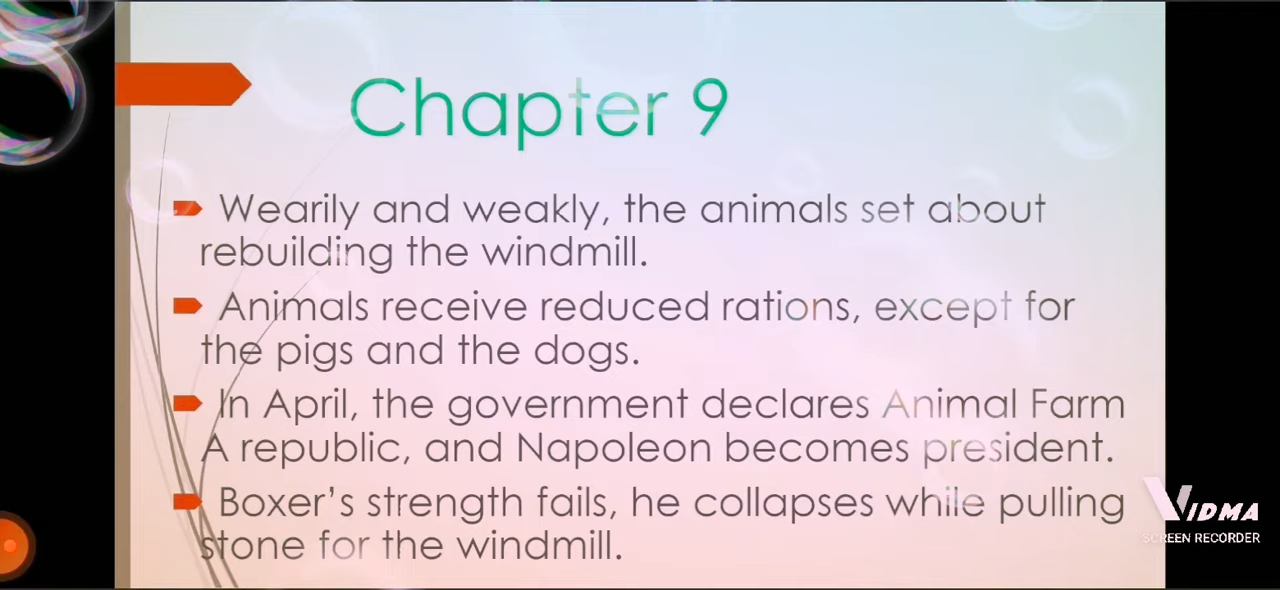 Chapter 9
Wearily and weakly, the animals set about
rebuilding the windmill.
Animals receive reduced rations, except for
the pigs and the dogs.
In April, the government declares Animal Farm
A republic, and Napoleon becomes president.
Boxer’s strength fails, he collapses while pulling
stone for the windmill.
VIDMA
SCREEN RECORDER